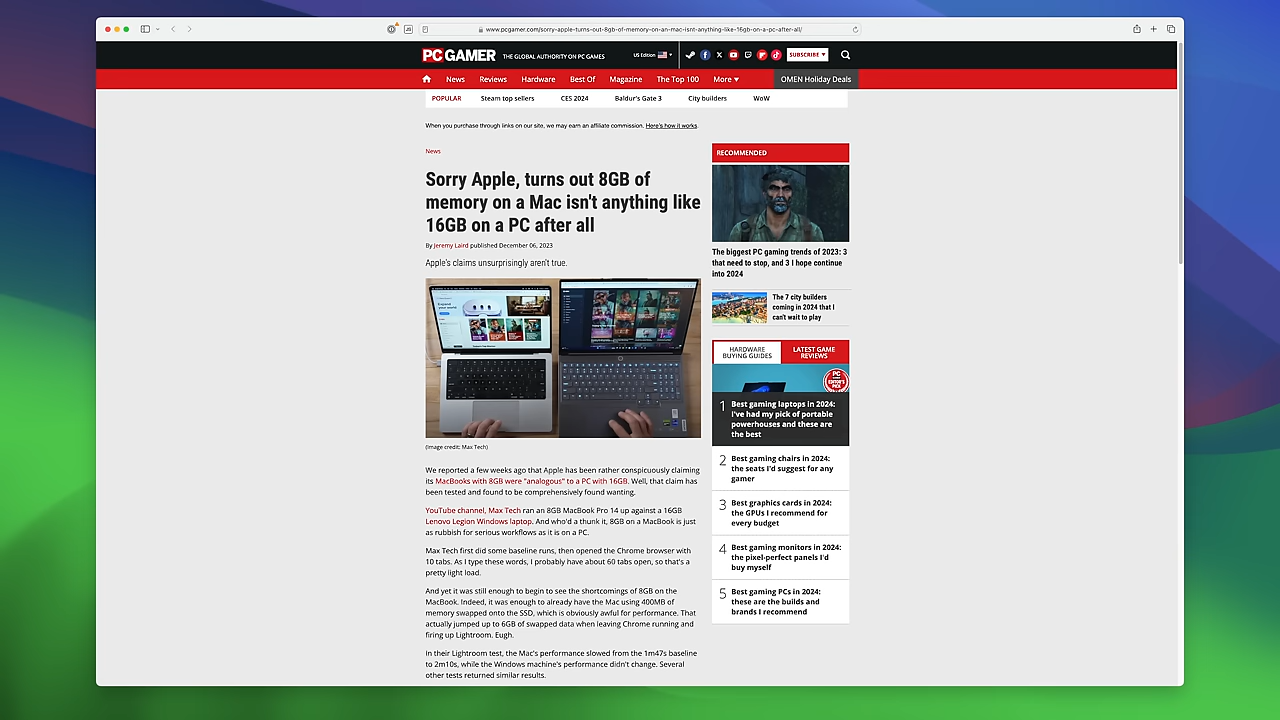 www.pcgamer.com/sorry-apple-turns-out-8gb-of-memory-on-an-mac-isnt-anything-like-16gb-on-a-pc-after-all/
PC GAMER THE GLOBAL AUTHORITY ON PC GAMES
US Edition
SUBSCRIBE
News Reviews Hardware Best Of Magazine The Top 100 More OMEN Holiday Deals
POPULAR Steam top sellers CES 2024 Baldur's Gate 3 City builders WoW
When you purchase through links on our site, we may earn an affiliate commission. Here's how it works.
News
Sorry Apple, turns out 8GB of
memory on a Mac isn't anything like
16GB on a PC after all
By Jeremy Laird published December 06, 2023
Apple's claims unsurprisingly aren't true.
(Image credit: Max Tech)
We reported a few weeks ago that Apple has been rather conspicuously claiming
its MacBooks with 8GB were "analogous" to a PC with 16GB. Well, that claim has
been tested and found to be comprehensively found wanting.
YouTube channel, Max Tech ran an 8GB MacBook Pro 14 up against a 16GB
Lenovo Legion Windows laptop. And who'd a thunk it, 8GB on a MacBook is just
as rubbish for serious workflows as it is on a PC.
Max Tech first did some baseline runs, then opened the Chrome browser with
10 tabs. As I type these words, I probably have about 60 tabs open, so that's a
pretty light load.
And yet it was still enough to begin to see the shortcomings of 8GB on the
MacBook. Indeed, it was enough to already have the Mac using 400MB of
memory swapped onto the SSD, which is obviously awful for performance. That
actually jumped up to 6GB of swapped data when leaving Chrome running and
firing up Lightroom. Eugh.
In their Lightroom test, the Mac's performance slowed from the 1m47s baseline
to 2m10s, while the Windows machine's performance didn't change. Several
other tests returned similar results.
RECOMMENDED
The biggest PC gaming trends of 2023: 3
that need to stop, and 3 I hope continue
into 2024
The 7 city builders
coming in 2024 that I
can't wait to play
HARDWARE
BUYING GUIDES
LATEST GAME
REVIEWS
PC
EDITOR'S
PICK
1 Best gaming laptops in 2024:
I've had my pick of portable
powerhouses and these are
the best
2 Best gaming chairs in 2024:
the seats I'd suggest for any
gamer
3 Best graphics cards in 2024:
the GPUs I recommend for
every budget
4 Best gaming monitors in 2024:
the pixel-perfect panels I'd
buy myself
5 Best gaming PCs in 2024:
these are the builds and
brands I recommend